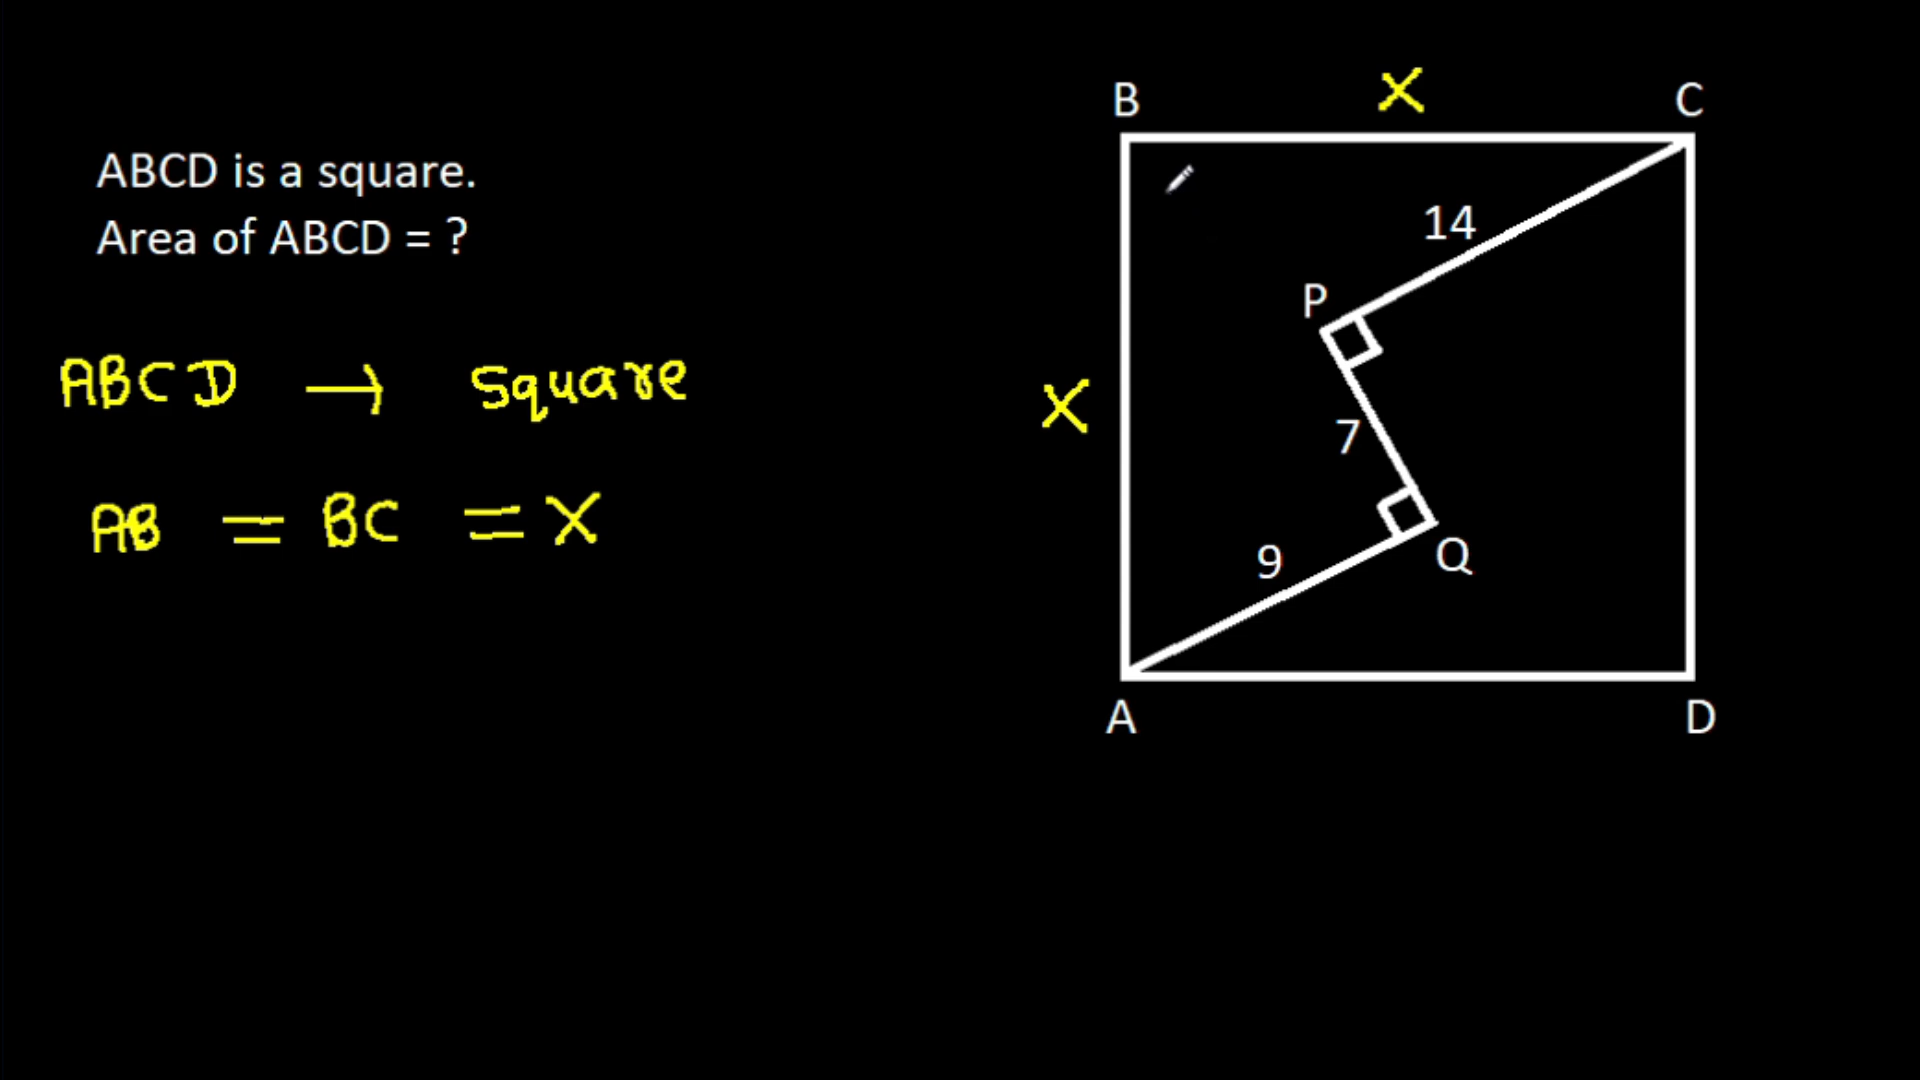 ABCD is a square.
Area of ABCD = ?
ABCD → square
AB = BC = X
B X C
14
P
X
7
9 Q
A D